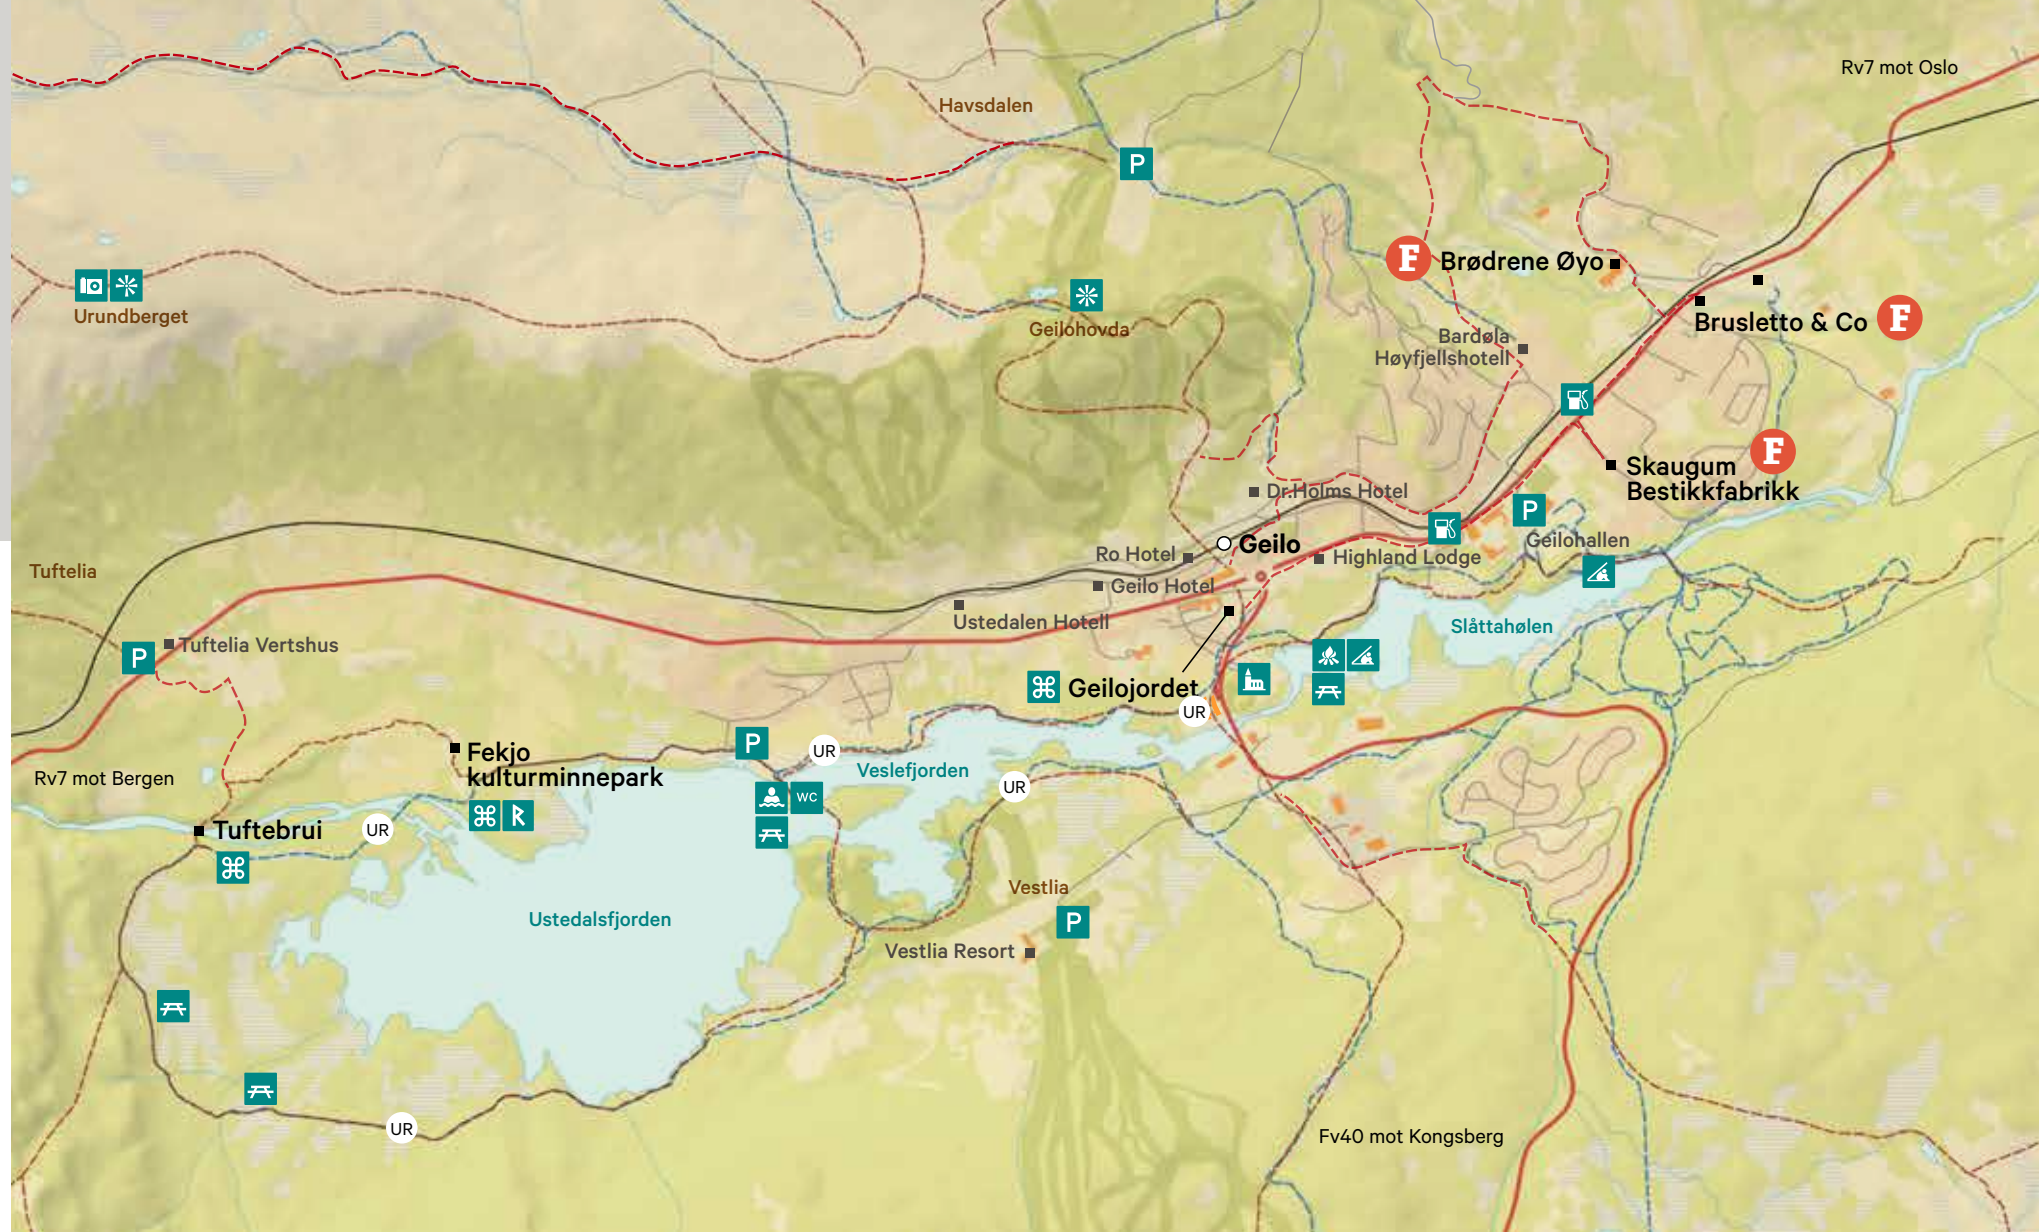 Rv7 mot Oslo
Havsdalen
P
F
Brødrene Øyo
Urundberget
Geilohovda
Brusletto & Co
F
Bardøla
Høyfjellshotell
F
Skaugum
Bestikkfabrikk
Dr.Holms Hotel
P
Geilohallen
Geilo
Ro Hotel
Highland Lodge
Geilo Hotel
Ustedalen Hotell
Tuftelia
Slåttahølen
P
Tuftelia Vertshus
⌘
Geilojordet
UR
P
UR
Fekjo
kulturminnepark
Veslefjorden
Rv7 mot Bergen
UR
WC
⌘
R
Tuftebrui
UR
⌘
Vestlia
P
Ustedalsfjorden
Vestlia Resort
UR
Fv40 mot Kongsberg